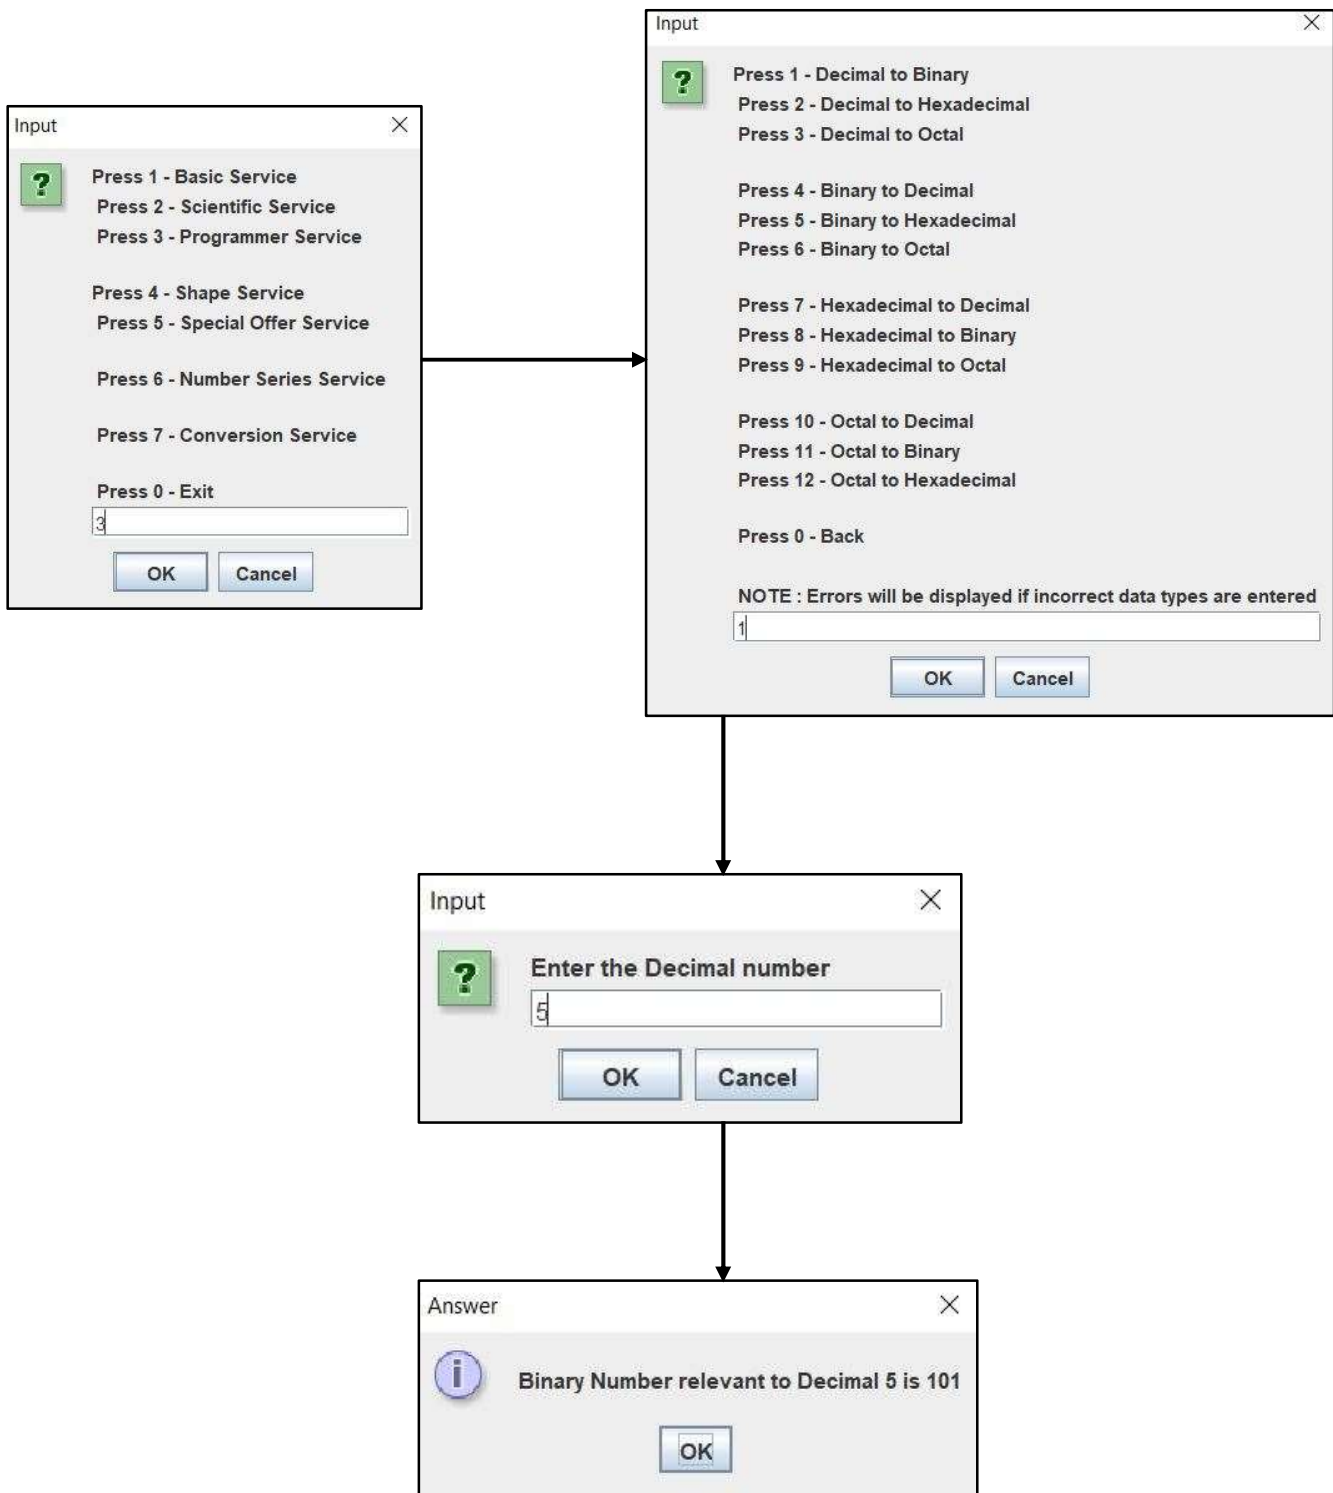 Input
Press 1 - Basic Service
Press 2 - Scientific Service
Press 3 - Programmer Service
Press 4 - Shape Service
Press 5 - Special Offer Service
Press 6 - Number Series Service
Press 7 - Conversion Service
Press 0 - Exit
3
OK Cancel
Input
Press 1 - Decimal to Binary
Press 2 - Decimal to Hexadecimal
Press 3 - Decimal to Octal
Press 4 - Binary to Decimal
Press 5 - Binary to Hexadecimal
Press 6 - Binary to Octal
Press 7 - Hexadecimal to Decimal
Press 8 - Hexadecimal to Binary
Press 9 - Hexadecimal to Octal
Press 10 - Octal to Decimal
Press 11 - Octal to Binary
Press 12 - Octal to Hexadecimal
Press 0 - Back
NOTE : Errors will be displayed if incorrect data types are entered
1
OK Cancel
Input
Enter the Decimal number
5
OK Cancel
Answer
Binary Number relevant to Decimal 5 is 101
OK